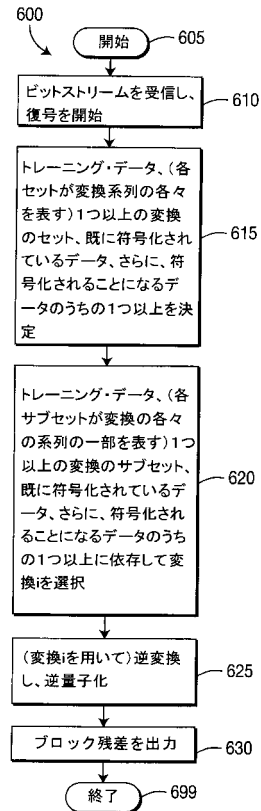 600
開始
605
ビットストリームを受信し、
復号を開始
610
トレーニング・データ、（各
セットが変換系列の各々
を表す）1つ以上の変換
のセット、既に符号化され
ているデータ、さらに、符
号化されることになるデー
タのうちの1つ以上を決
定
615
トレーニング・データ、（各
サブセットが変換の各々
の系列の一部を表す）1つ
以上の変換のサブセット、
既に符号化されているデ
ータ、さらに、符号化され
ることになるデータのうち
の1つ以上に依存して変
換iを選択
620
（変換iを用いて）逆変換
し、逆量子化
625
ブロック残差を出力
630
終了
699